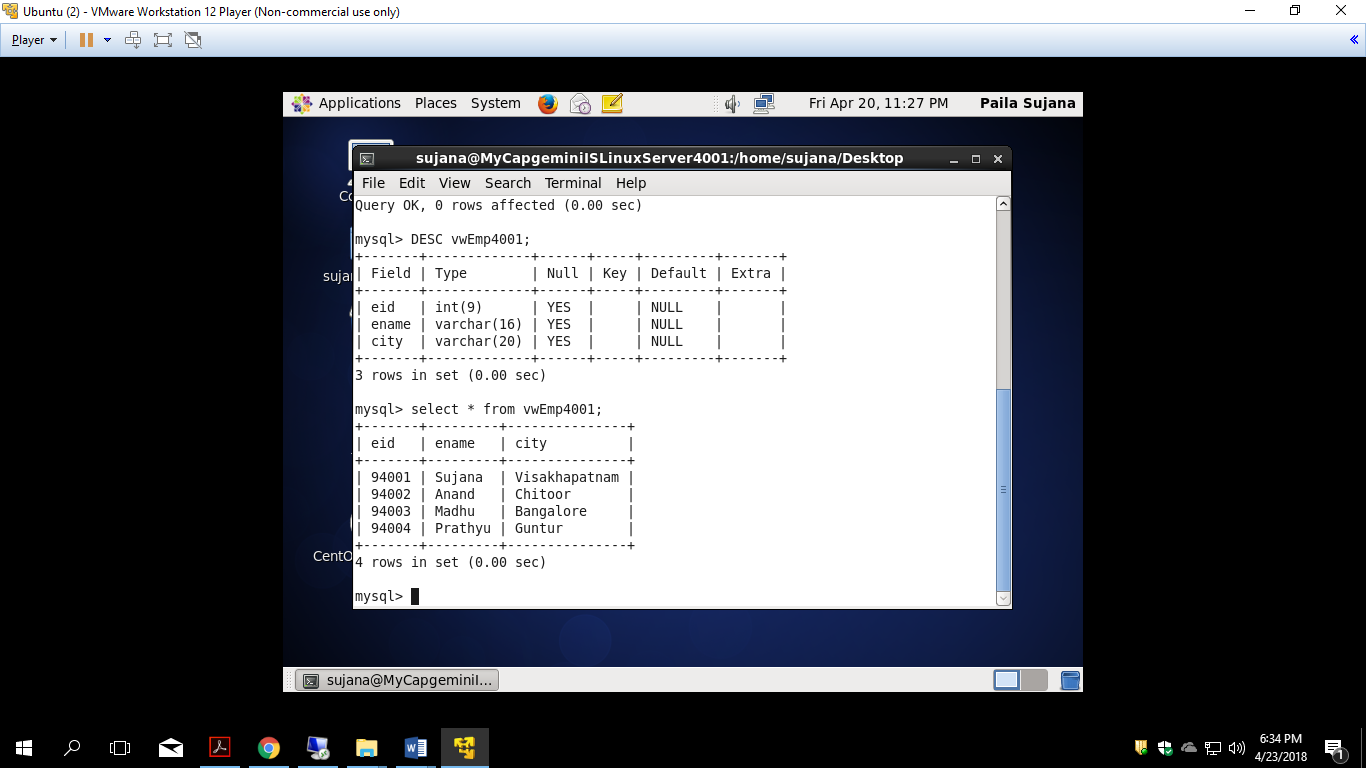 Ubuntu (2) - VMware Workstation 12 Player (Non-commercial use only)
Player
Applications Places System Fri Apr 20, 11:27 PM Paila Sujana
sujana@MyCapgeminiISLinuxServer4001:/home/sujana/Desktop
File Edit View Search Terminal Help
Query OK, 0 rows affected (0.00 sec)
mysql> DESC vwEmp4001;
+-------+-------------+------+-----+---------+-------+
| Field | Type        | Null | Key | Default | Extra |
+-------+-------------+------+-----+---------+-------+
| eid   | int(9)      | YES  |     | NULL    |       |
| ename | varchar(16) | YES  |     | NULL    |       |
| city  | varchar(20) | YES  |     | NULL    |       |
+-------+-------------+------+-----+---------+-------+
3 rows in set (0.00 sec)
mysql> select * from vwEmp4001;
+-------+---------+---------------+
| eid   | ename   | city          |
+-------+---------+---------------+
| 94001 | Sujana  | Visakhapatnam |
| 94002 | Anand   | Chitoor       |
| 94003 | Madhu   | Bangalore     |
| 94004 | Prathyu | Guntur        |
+-------+---------+---------------+
4 rows in set (0.00 sec)
mysql>
Co
suja
CentO
sujana@MyCapgeminiI...
6:34 PM
4/23/2018
1